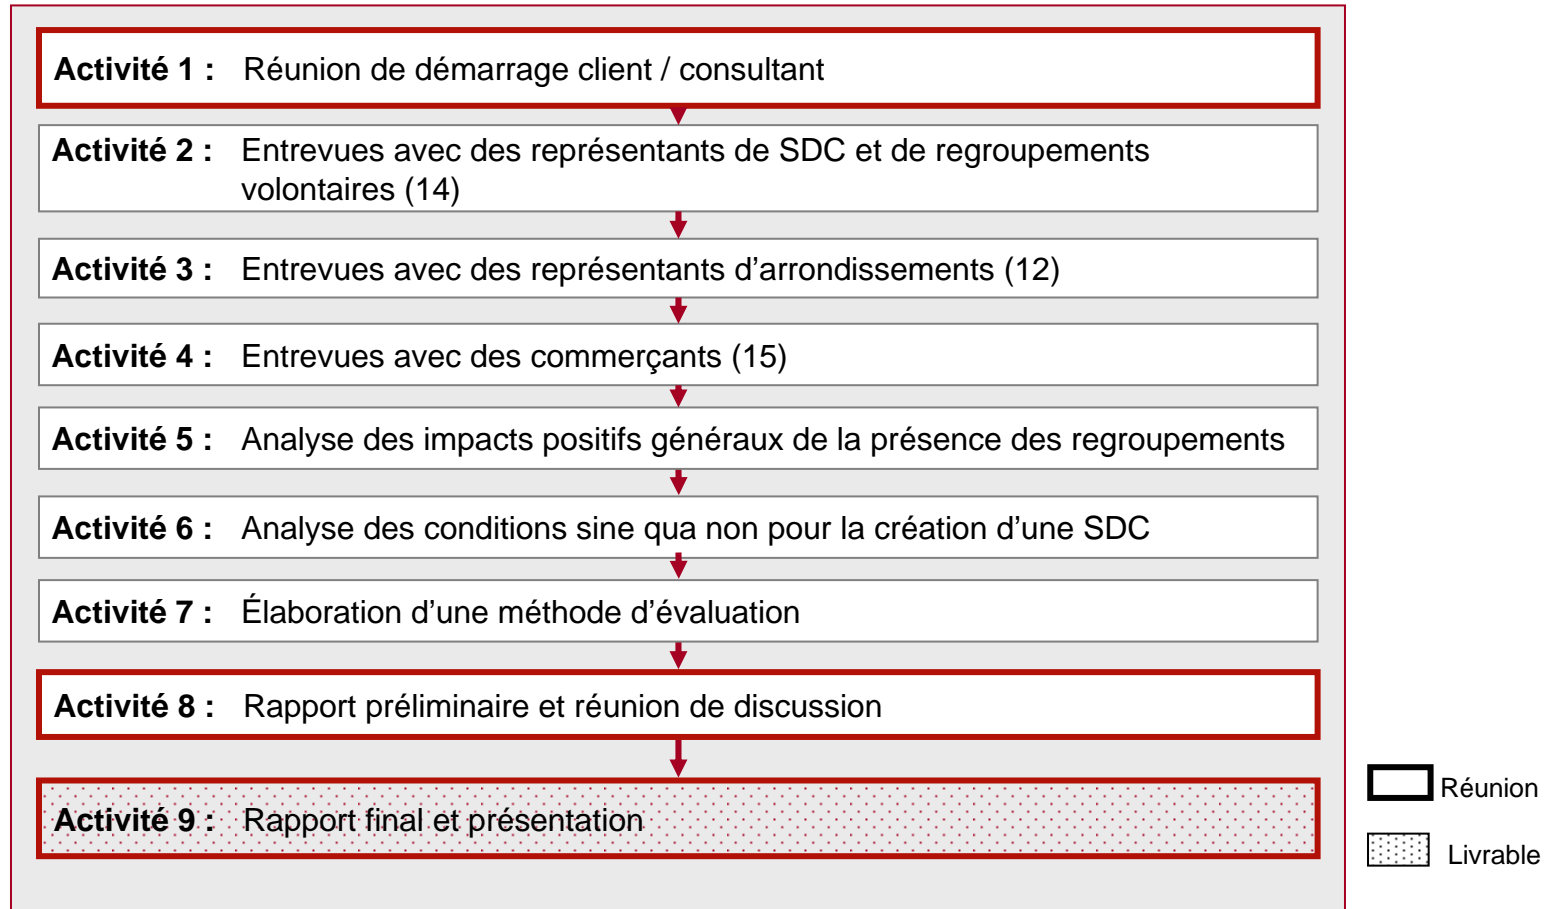 Activité 1 : Réunion de démarrage client / consultant
Activité 2 : Entrevues avec des représentants de SDC et de regroupements
volontaires (14)
Activité 3 : Entrevues avec des représentants d’arrondissements (12)
Activité 4 : Entrevues avec des commerçants (15)
Activité 5 : Analyse des impacts positifs généraux de la présence des regroupements
Activité 6 : Analyse des conditions sine qua non pour la création d’une SDC
Activité 7 : Élaboration d’une méthode d’évaluation
Activité 8 : Rapport préliminaire et réunion de discussion
Activité 9 : Rapport final et présentation
Réunion
Livrable